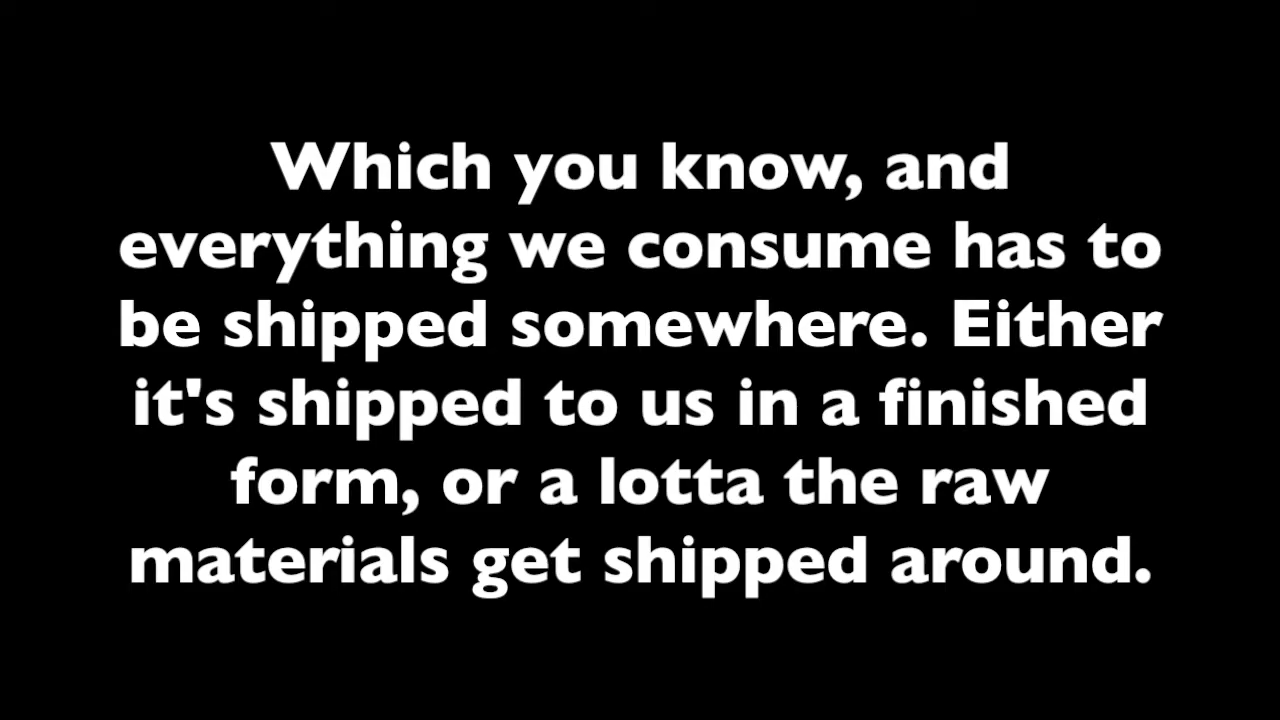 Which you know, and
everything we consume has to
be shipped somewhere. Either
it's shipped to us in a finished
form, or a lotta the raw
materials get shipped around.